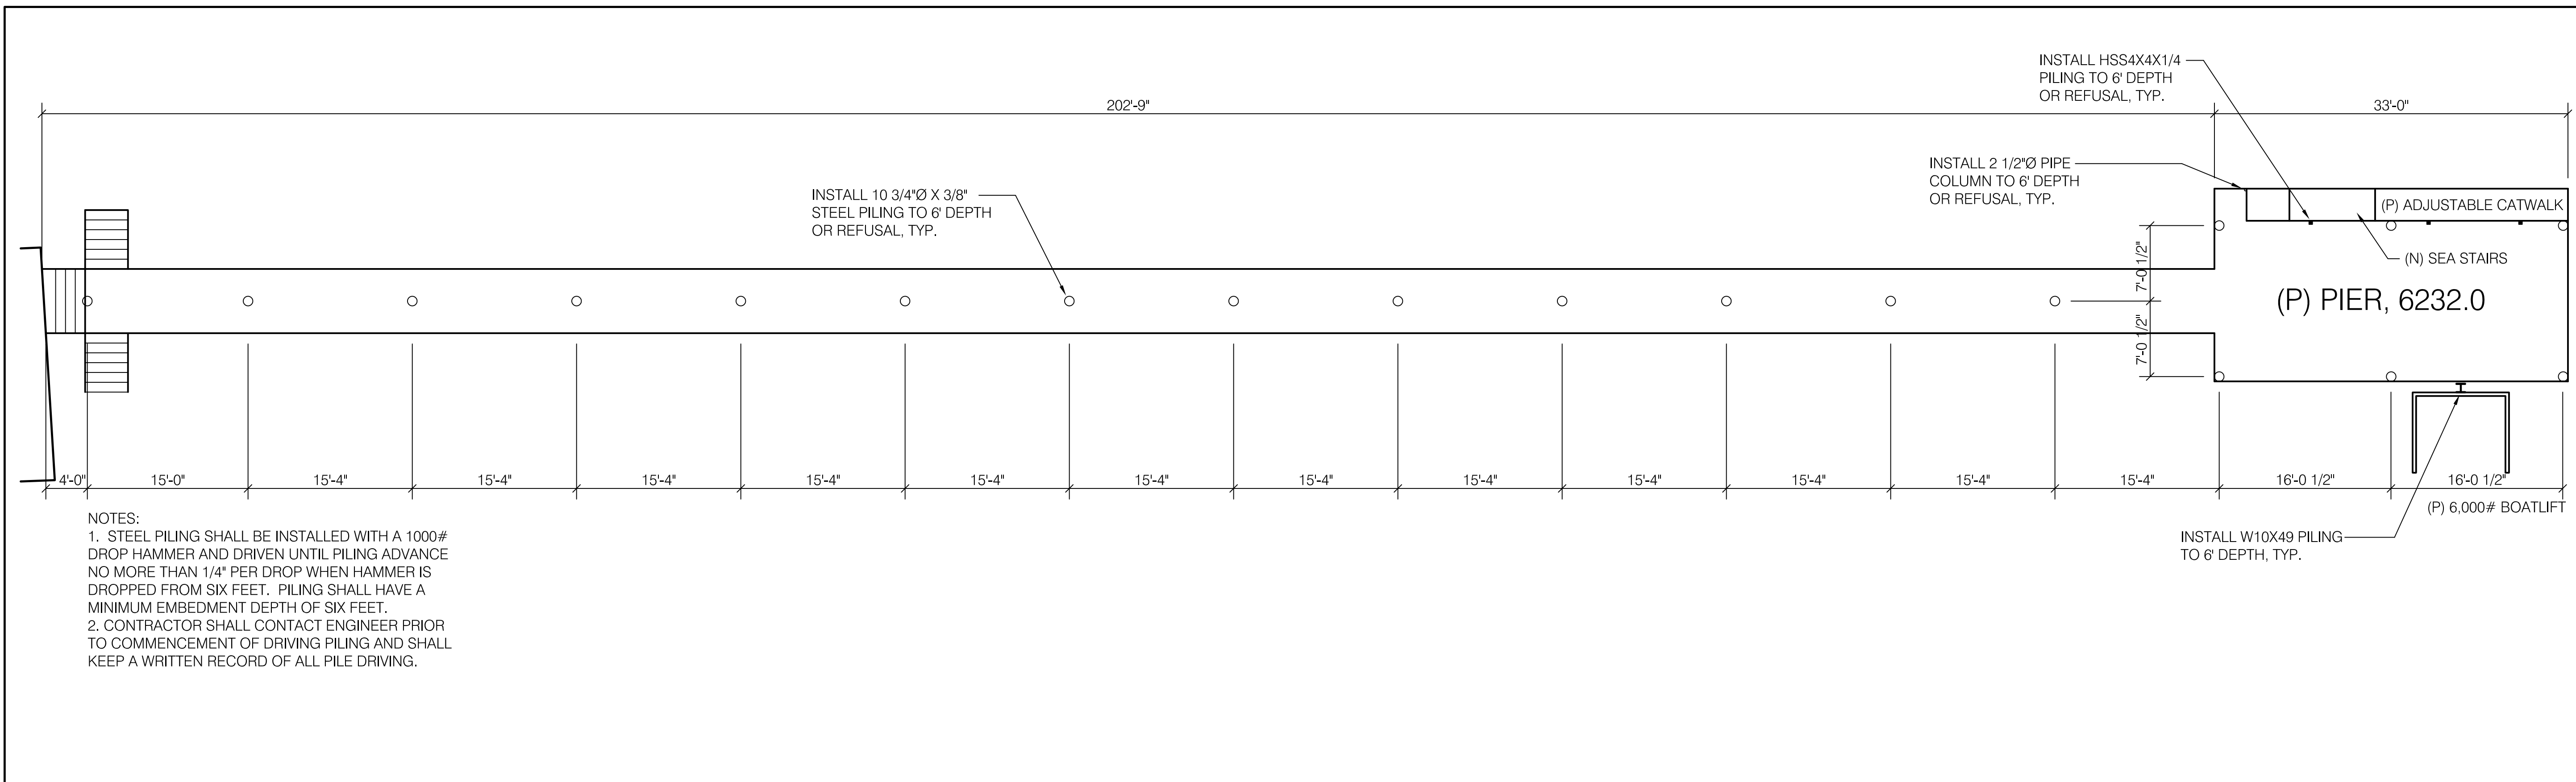 INSTALL HSS4X4X1/4
PILING TO 6' DEPTH
OR REFUSAL, TYP.
202'-9"
33'-0"
INSTALL 2 1/2"Ø PIPE
COLUMN TO 6' DEPTH
OR REFUSAL, TYP.
INSTALL 10 3/4"Ø X 3/8"
STEEL PILING TO 6' DEPTH
OR REFUSAL, TYP.
(P) ADJUSTABLE CATWALK
7'-0 1/2"
(N) SEA STAIRS
(P) PIER, 6232.0
7'-0 1/2"
4'-0"
15'-0"
15'-4"
15'-4"
15'-4"
15'-4"
15'-4"
15'-4"
15'-4"
15'-4"
15'-4"
15'-4"
15'-4"
15'-4"
16'-0 1/2"
16'-0 1/2"
(P) 6,000# BOATLIFT
INSTALL W10X49 PILING
TO 6' DEPTH, TYP.
NOTES:
1. STEEL PILING SHALL BE INSTALLED WITH A 1000#
DROP HAMMER AND DRIVEN UNTIL PILING ADVANCE
NO MORE THAN 1/4" PER DROP WHEN HAMMER IS
DROPPED FROM SIX FEET. PILING SHALL HAVE A
MINIMUM EMBEDMENT DEPTH OF SIX FEET.
2. CONTRACTOR SHALL CONTACT ENGINEER PRIOR
TO COMMENCEMENT OF DRIVING PILING AND SHALL
KEEP A WRITTEN RECORD OF ALL PILE DRIVING.